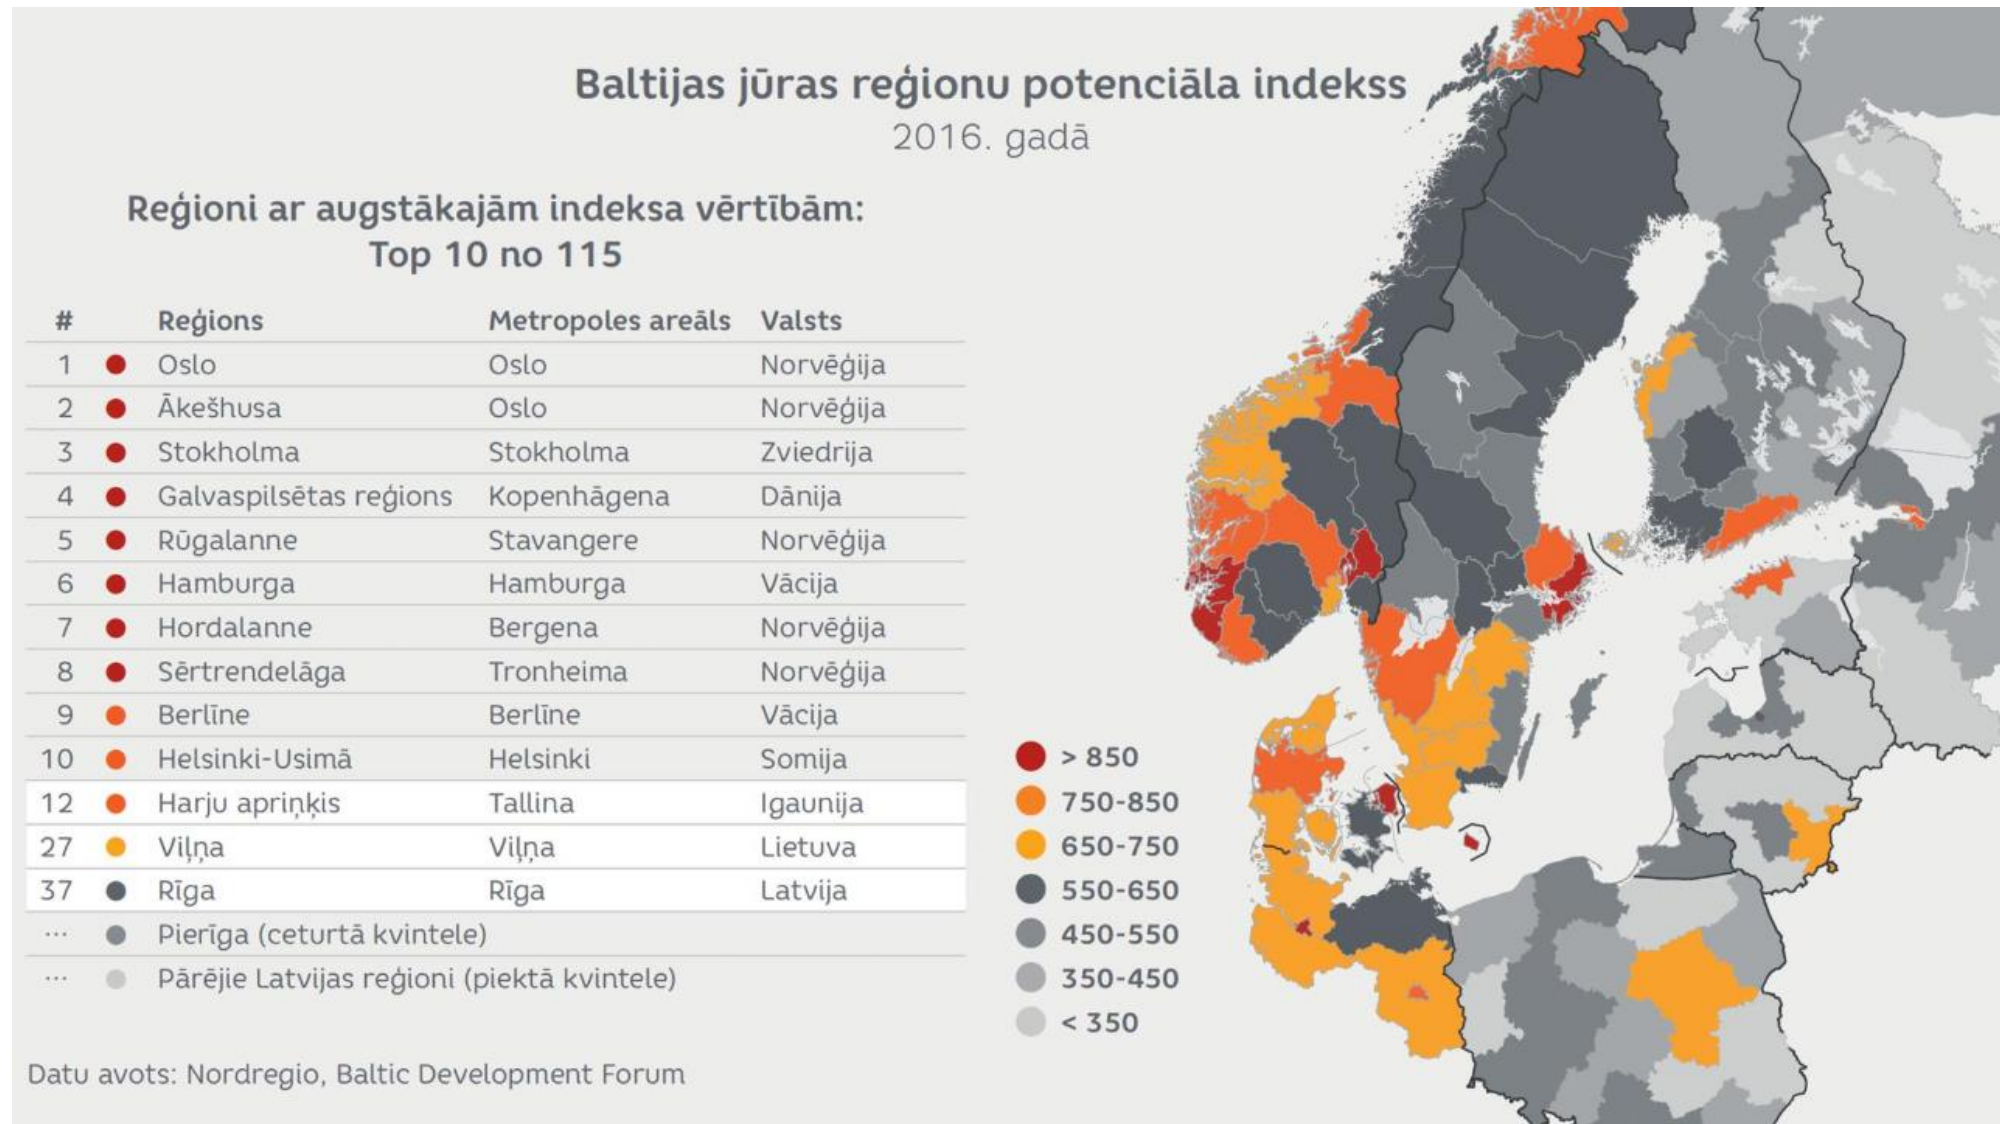 Baltijas jūras reģionu potenciāla indekss
2016. gadā
Reģioni ar augstākajām indeksa vērtībām:
Top 10 no 115
# Reģions Metropoles areāls Valsts
1 Oslo Oslo Norvēģija
2 Ākešhusa Oslo Norvēģija
3 Stokholma Stokholma Zviedrija
4 Galvaspilsētas reģions Kopenhāgena Dānija
5 Rūgalanne Stavangere Norvēģija
6 Hamburga Hamburga Vācija
7 Hordalanne Bergena Norvēģija
8 Sērtrendelāga Tronheima Norvēģija
9 Berlīne Berlīne Vācija
10 Helsinki-Usimā Helsinki Somija
12 Harju apriņķis Tallina Igaunija
27 Viļņa Viļņa Lietuva
37 Rīga Rīga Latvija
... Pierīga (ceturtā kvintele)
... Pārējie Latvijas reģioni (piektā kvintele)
> 850
750-850
650-750
550-650
450-550
350-450
< 350
Datu avots: Nordregio, Baltic Development Forum